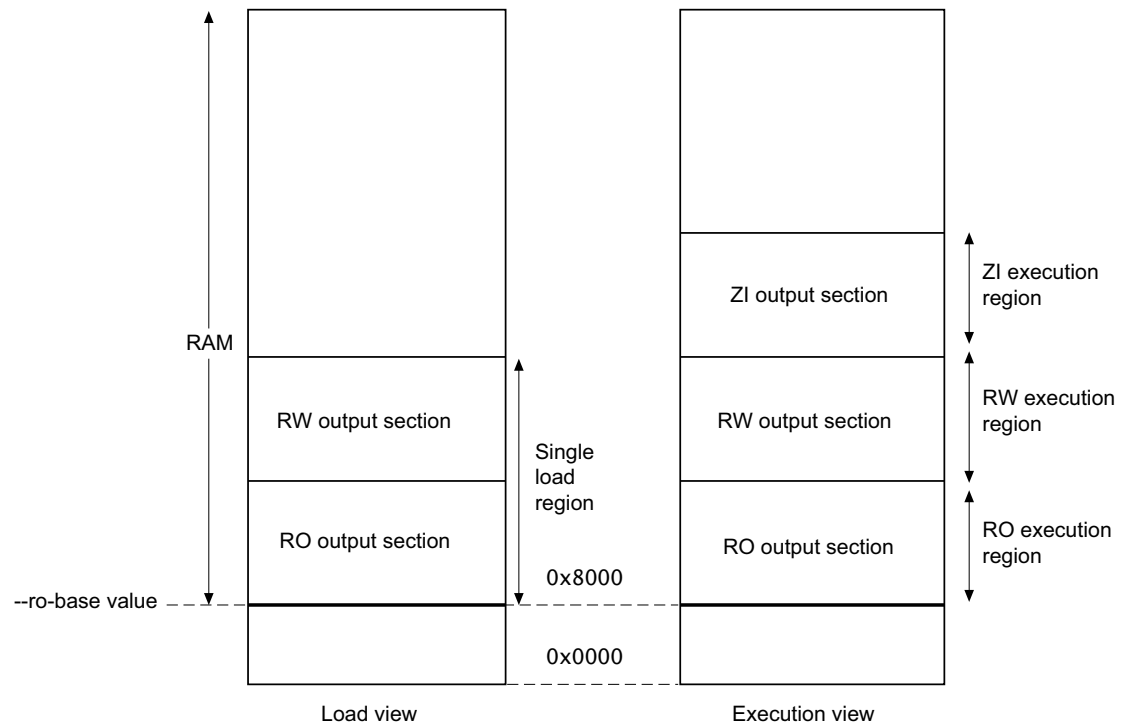 ZI output section
ZI execution
region
RAM
RW output section
Single
load
region
RW output section
RW execution
region
RO output section
RO output section
RO execution
region
0x8000
--ro-base value
0x0000
Load view
Execution view